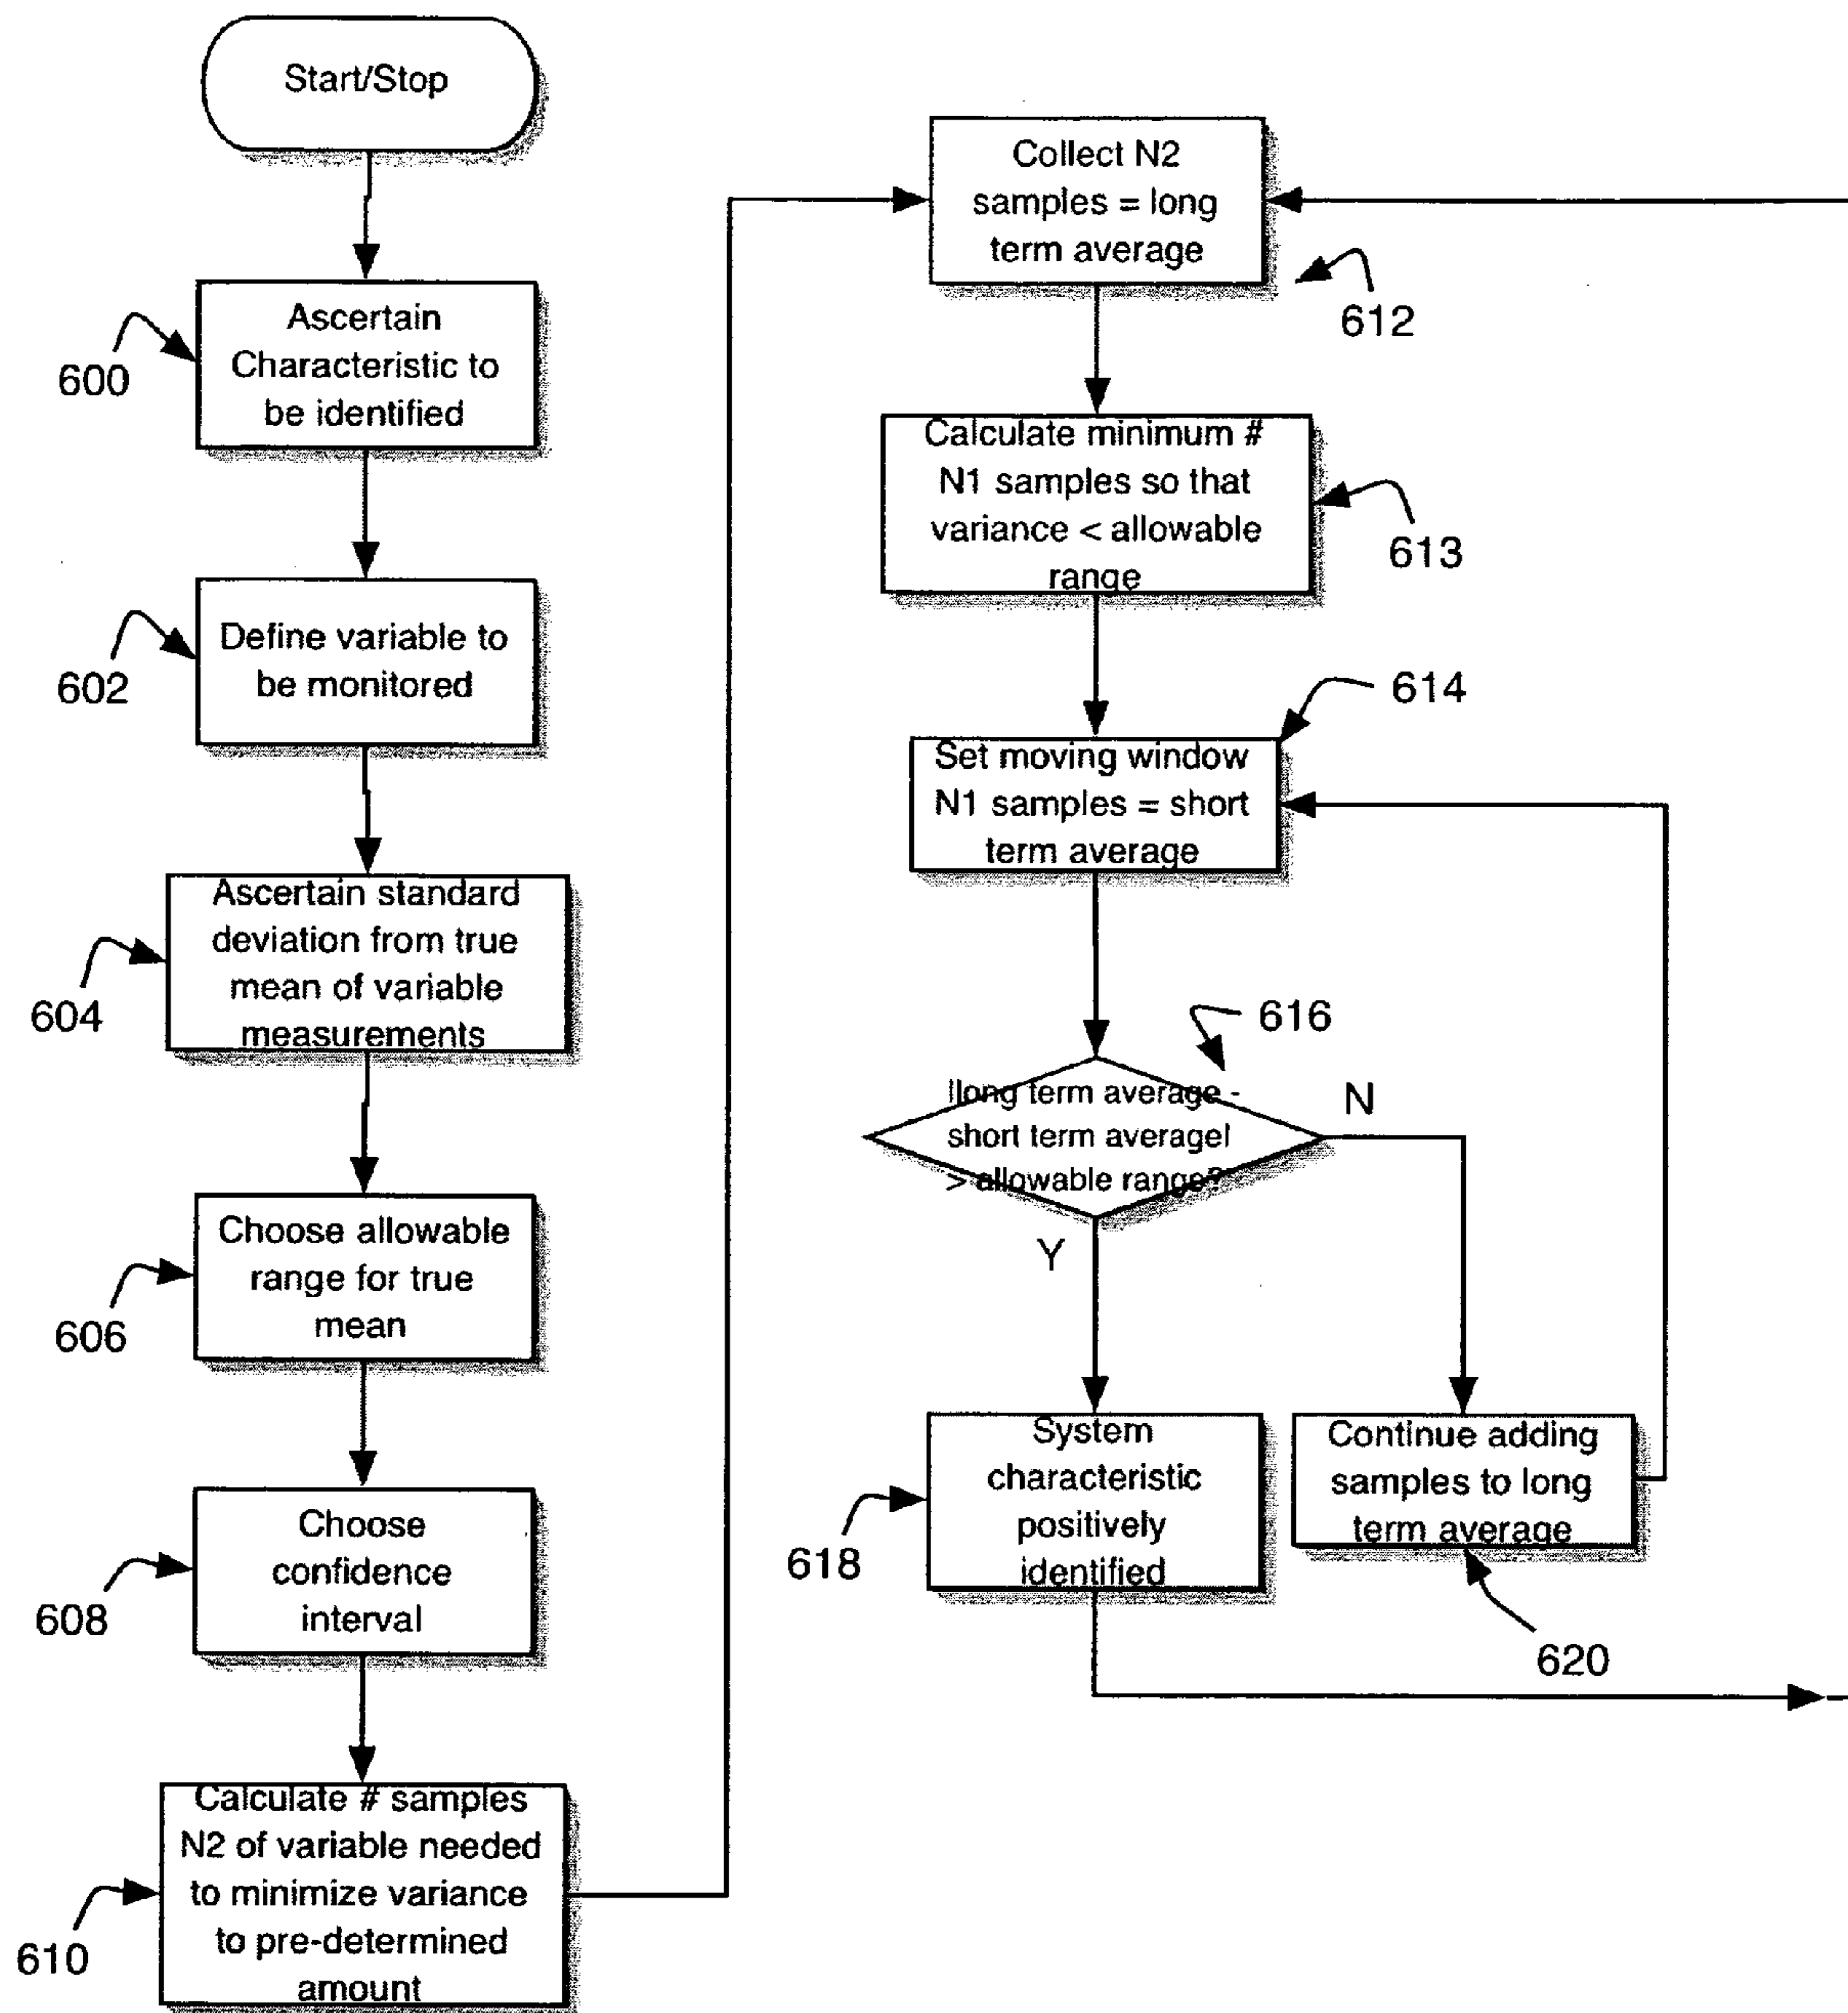 Start/Stop
Ascertain
Characteristic to
be identified
600
Define variable to
be monitored
602
Ascertain standard
deviation from true
mean of variable
measurements
604
Choose allowable
range for true
mean
606
Choose
confidence
interval
608
Calculate # samples
N2 of variable needed
to minimize variance
to pre-determined
amount
610
Collect N2
samples = long
term average
612
Calculate minimum #
N1 samples so that
variance < allowable
range
613
614
Set moving window
N1 samples = short
term average
616
|long term average -
short term average|
> allowable range?
N
Y
System
characteristic
positively
identified
618
Continue adding
samples to long
term average
620